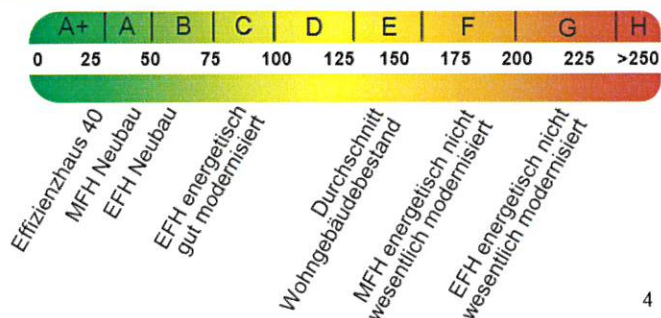 A+ A B C D E F G H
0 25 50 75 100 125 150 175 200 225 >250
Effizienzhaus 40
MFH Neubau
EFH Neubau
EFH energetisch
gut modernisiert
Durchschnitt
Wohngebäudebestand
MFH energetisch nicht
wesentlich modernisiert
EFH energetisch nicht
wesentlich modernisiert
4